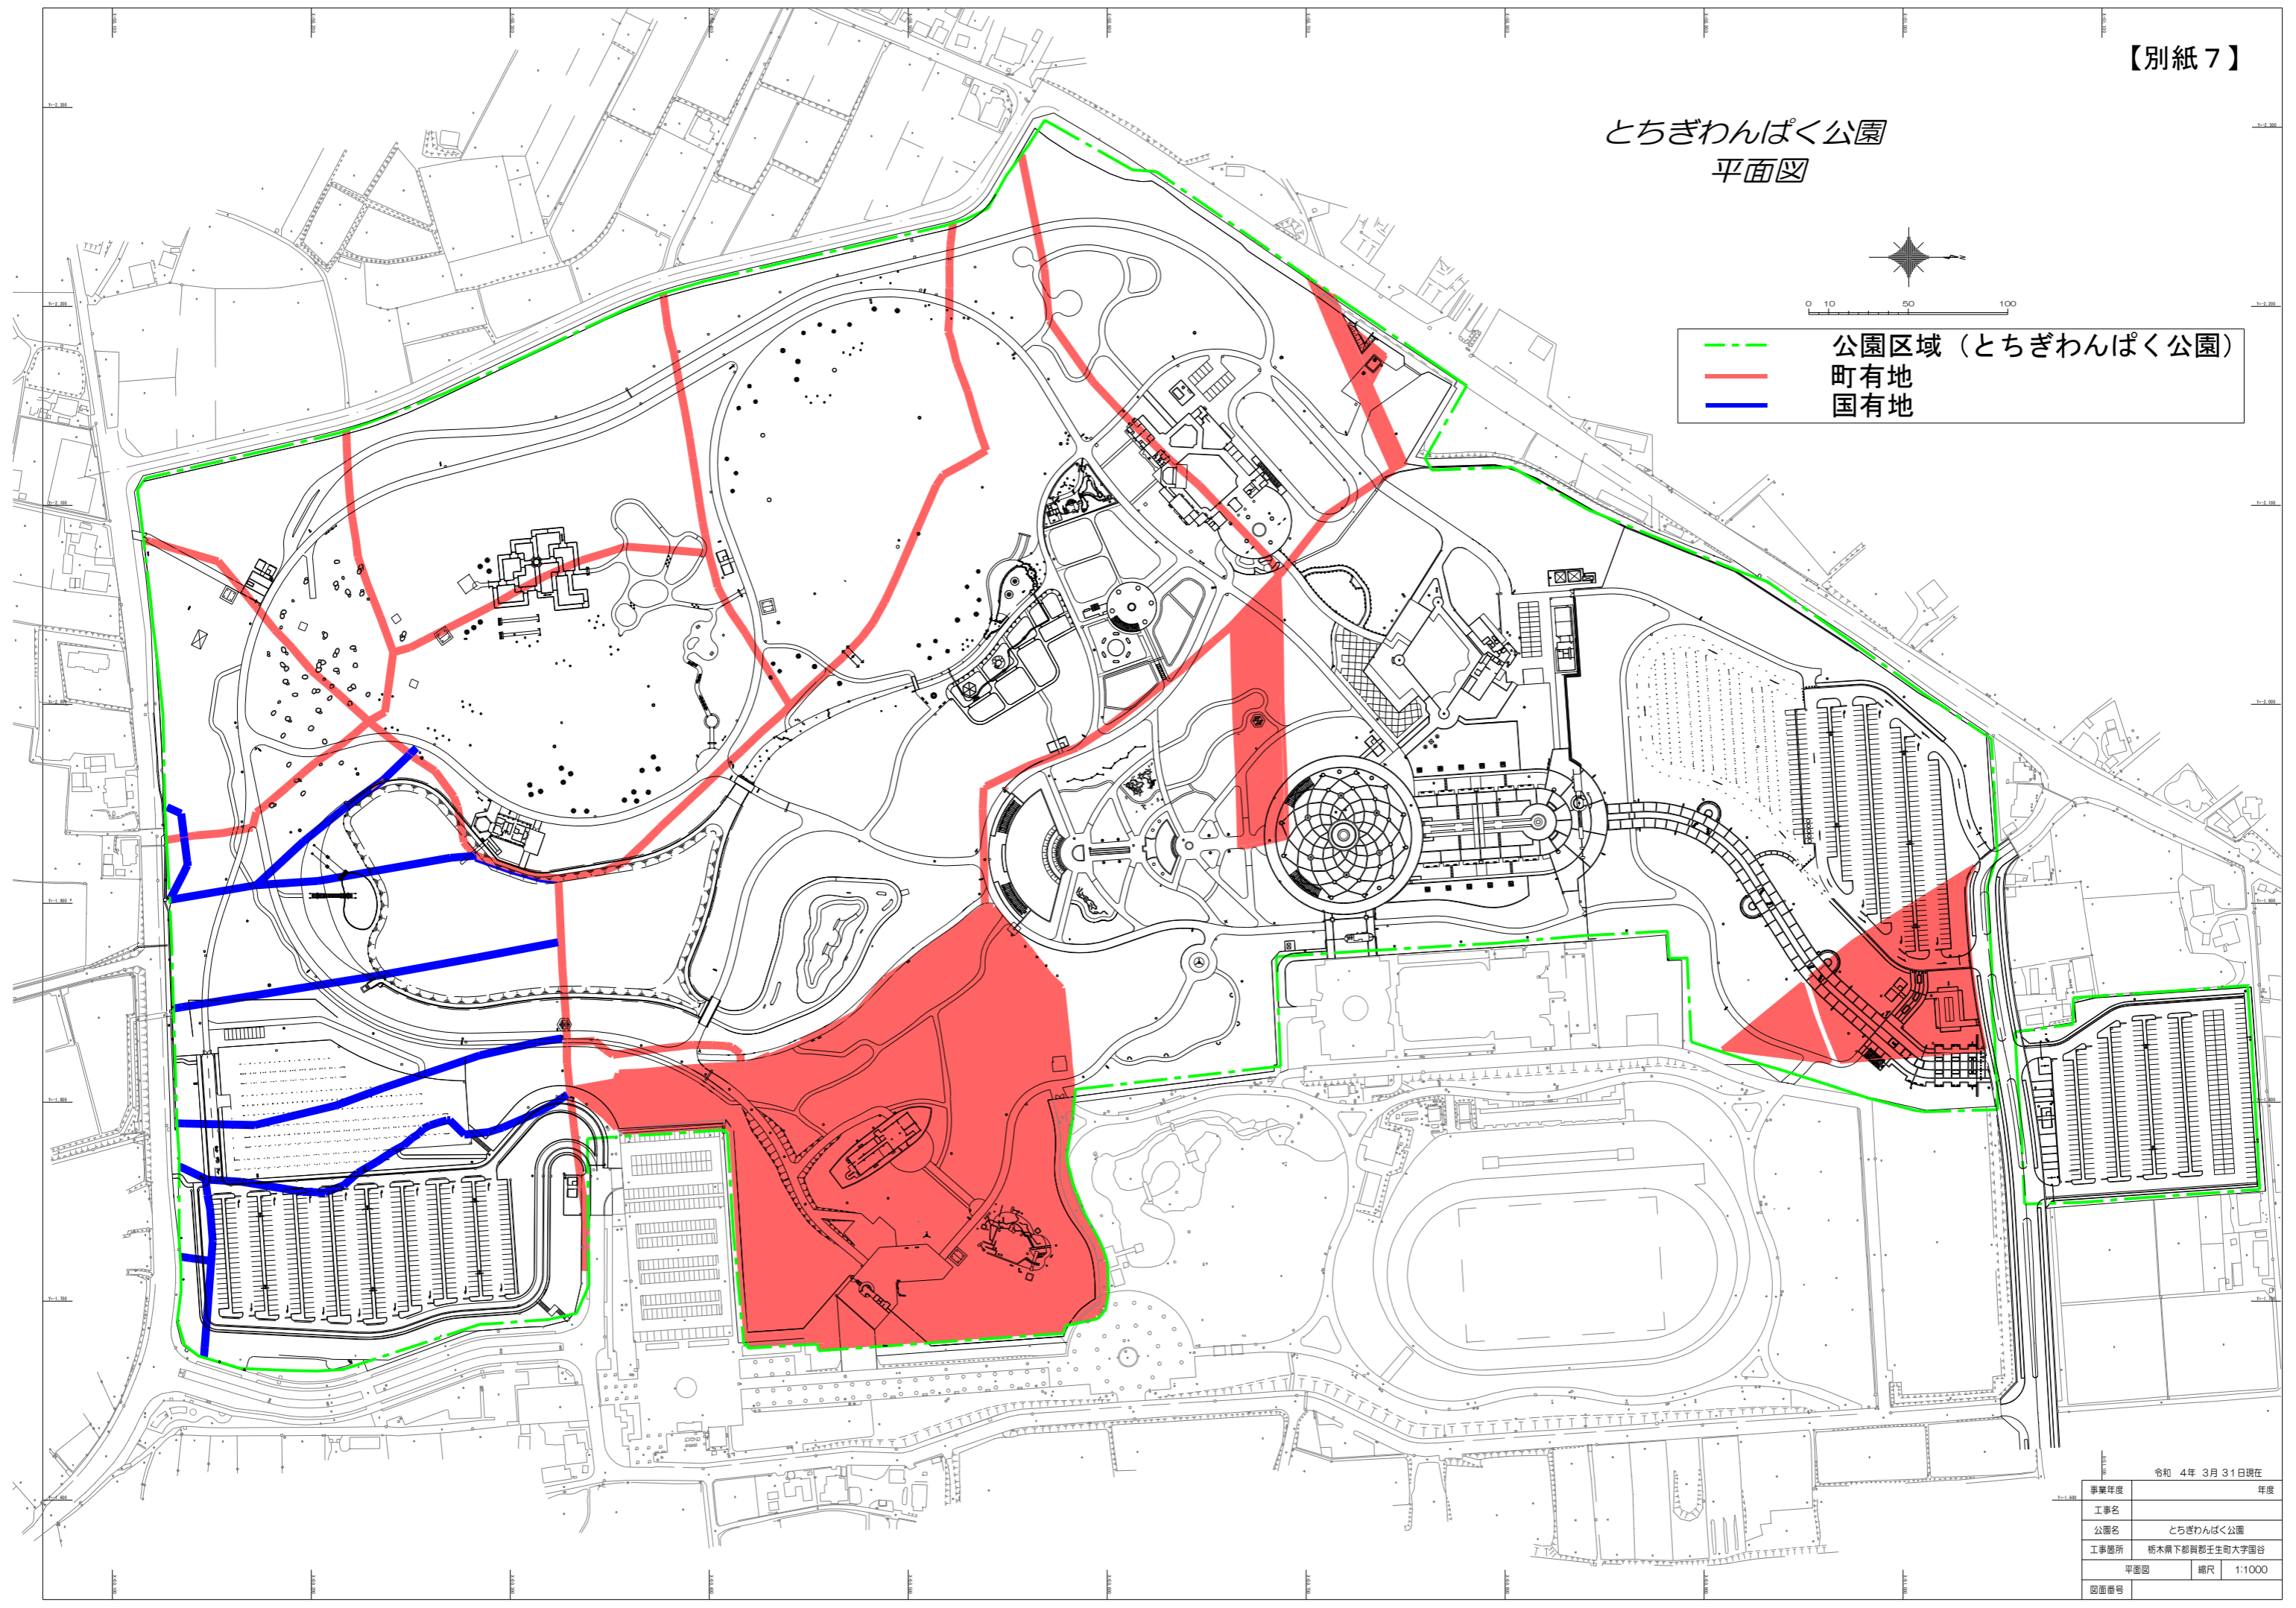 【別紙７】
とちぎわんぱく公園
平面図
0 10 50 100
公園区域（とちぎわんぱく公園）
町有地
国有地
令和 4年 3月31日現在
事業年度 年度
工事名
公園名 とちぎわんぱく公園
工事箇所 栃木県下都賀郡壬生町大字国谷
平面図 縮尺 1:1000
図面番号